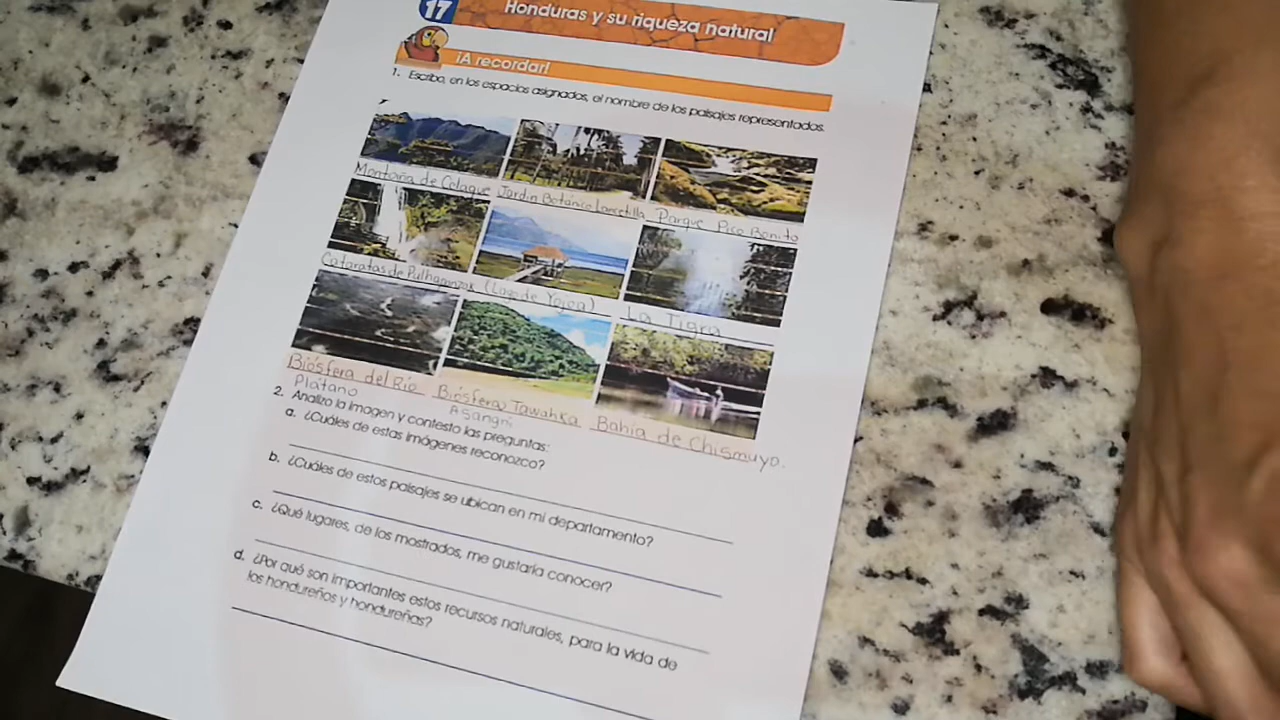 17
Honduras y su riqueza natural
¡A recordar!
1. Escribo, en los espacios asignados, el nombre de los paisajes representados.
Montaña de Celaque Jardín Botánico Lancetilla Parque Pico Bonito
Cataratas de Pulhapanzak (Lago de Yojoa) La Tigra
Biósfera del Río Platano Biósfera Tawahka Asangni Bahía de Chismuyo.
2. Analizo la imagen y contesto las preguntas:
a. ¿Cuáles de estas imágenes reconozco?
b. ¿Cuáles de estos paisajes se ubican en mi departamento?
c. ¿Qué lugares, de los mostrados, me gustaría conocer?
d. ¿Por qué son importantes estos recursos naturales, para la vida de
los hondureños y hondureñas?